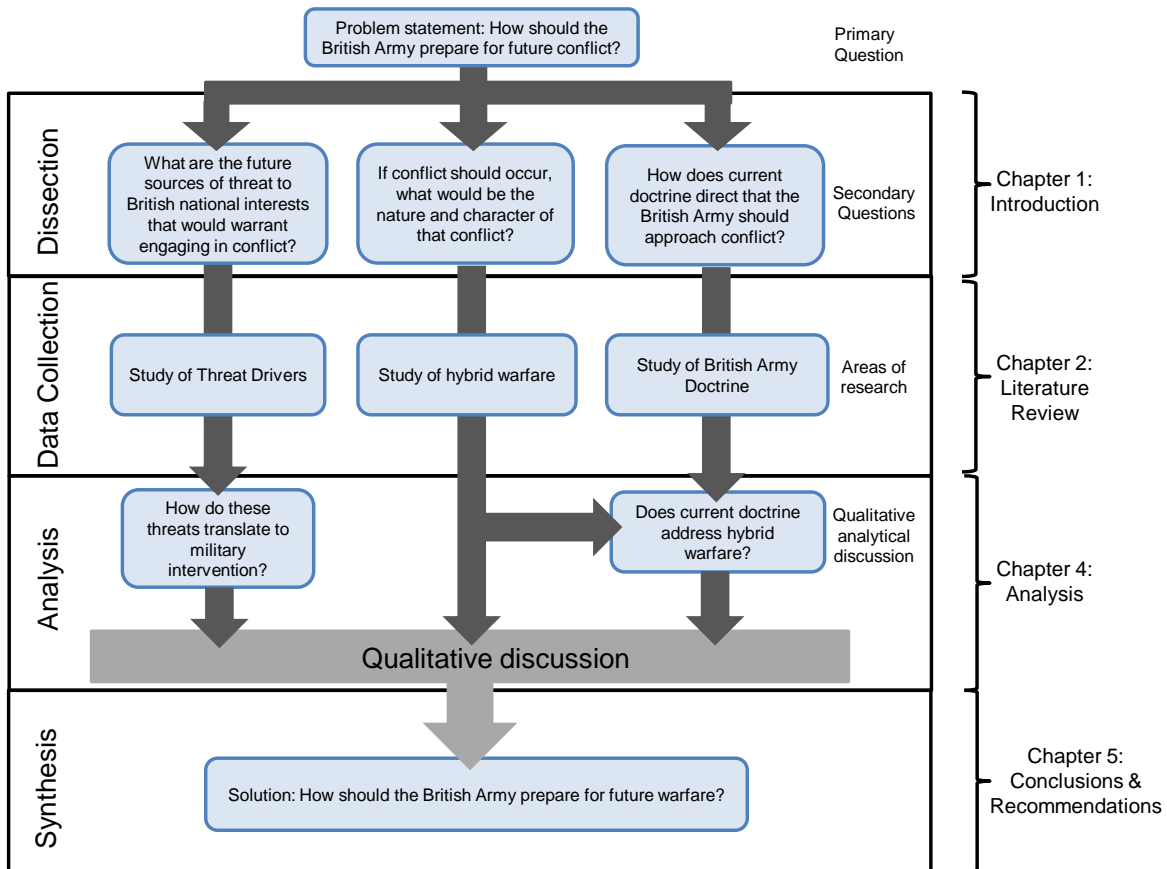 Problem statement: How should the
British Army prepare for future conflict?
Primary
Question
Dissection
What are the future
sources of threat to
British national interests
that would warrant
engaging in conflict?
If conflict should occur,
what would be the
nature and character of
that conflict?
How does current
doctrine direct that the
British Army should
approach conflict?
Secondary
Questions
Chapter 1:
Introduction
Data Collection
Study of Threat Drivers
Study of hybrid warfare
Study of British Army
Doctrine
Areas of
research
Chapter 2:
Literature
Review
Analysis
How do these
threats translate to
military
intervention?
Does current doctrine
address hybrid
warfare?
Qualitative
analytical
discussion
Chapter 4:
Analysis
Qualitative discussion
Synthesis
Solution: How should the British Army prepare for future warfare?
Chapter 5:
Conclusions &
Recommendations